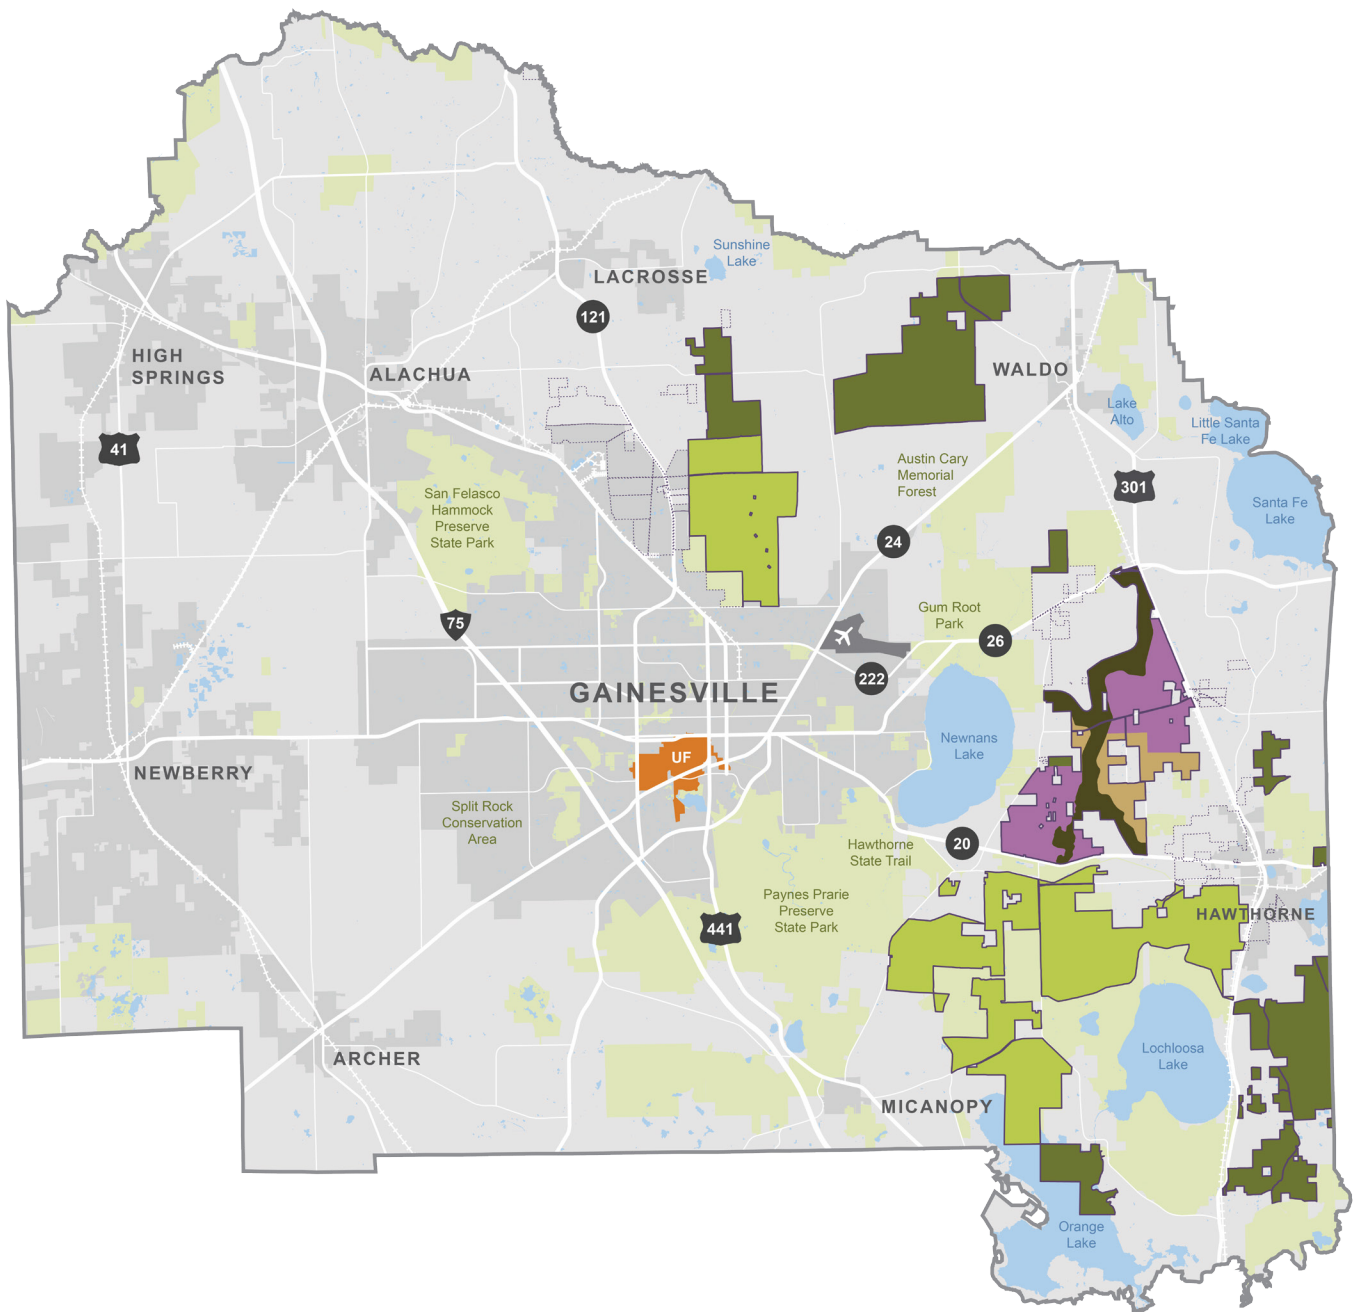 Sunshine
Lake
LACROSSE
121
HIGH
SPRINGS
ALACHUA
WALDO
Lake
Alto
Little Santa
Fe Lake
41
Austin Cary
Memorial
Forest
301
San Felasco
Hammock
Preserve
State Park
Santa Fe
Lake
24
75
Gum Root
Park
26
222
GAINESVILLE
Newnans
Lake
UF
NEWBERRY
Split Rock
Conservation
Area
Hawthorne
State Trail
20
Paynes Prarie
Preserve
State Park
441
HAWTHORNE
ARCHER
Lochloosa
Lake
MICANOPY
Orange
Lake